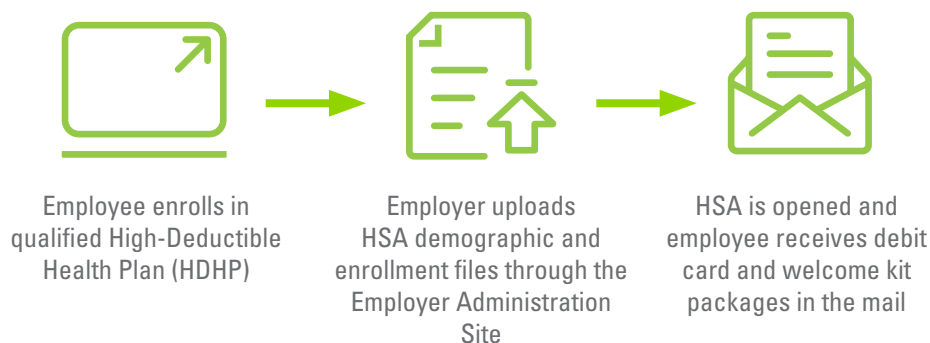 Employee enrolls in
qualified High-Deductible
Health Plan (HDHP)
Employer uploads
HSA demographic and
enrollment files through the
Employer Administration
Site
HSA is opened and
employee receives debit
card and welcome kit
packages in the mail